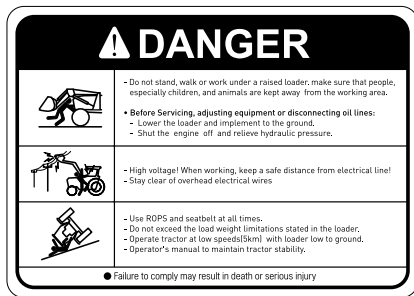 DANGER
- Do not stand, walk or work under a raised loader. make sure that people,
especially children, and animals are kept away from the working area.
• Before Servicing, adjusting equipment or disconnecting oil lines:
- Lower the loader and implement to the ground.
- Shut the engine off and relieve hydraulic pressure.
- High voltage! When working, keep a safe distance from electrical line!
- Stay clear of overhead electrical wires
- Use ROPS and seatbelt at all times.
- Do not exceed the load weight limitations stated in the loader.
- Operate tractor at low speeds(5km) with loader low to ground.
- Operator's manual to maintain tractor stability.
● Failure to comply may result in death or serious injury